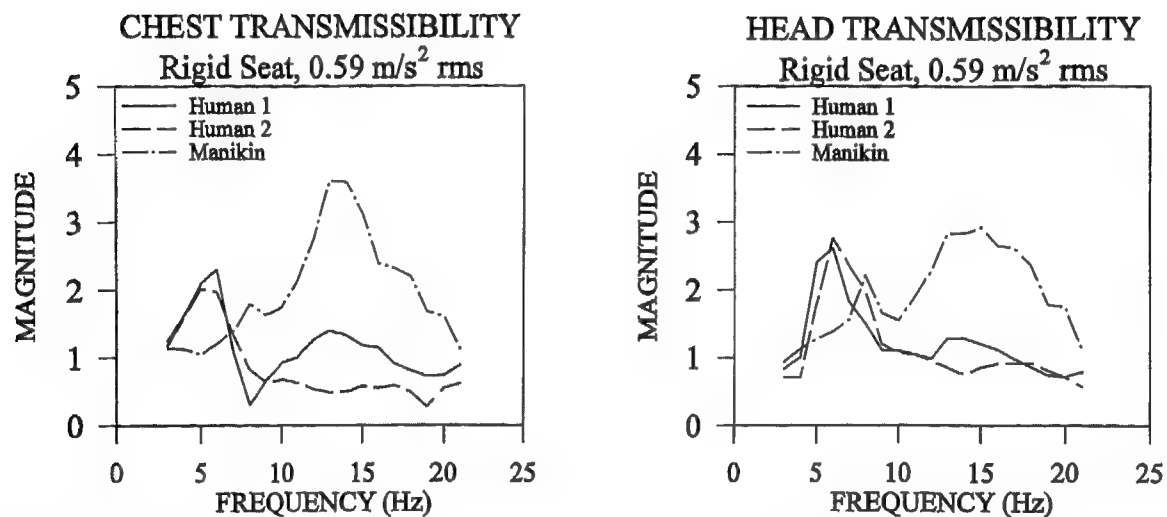 CHEST TRANSMISSIBILITY
Rigid Seat, 0.59 m/s² rms
5
4
3
2
1
0
MAGNITUDE
Human 1
Human 2
Manikin
0 5 10 15 20 25
FREQUENCY (Hz)
HEAD TRANSMISSIBILITY
Rigid Seat, 0.59 m/s² rms
5
4
3
2
1
0
MAGNITUDE
Human 1
Human 2
Manikin
0 5 10 15 20 25
FREQUENCY (Hz)